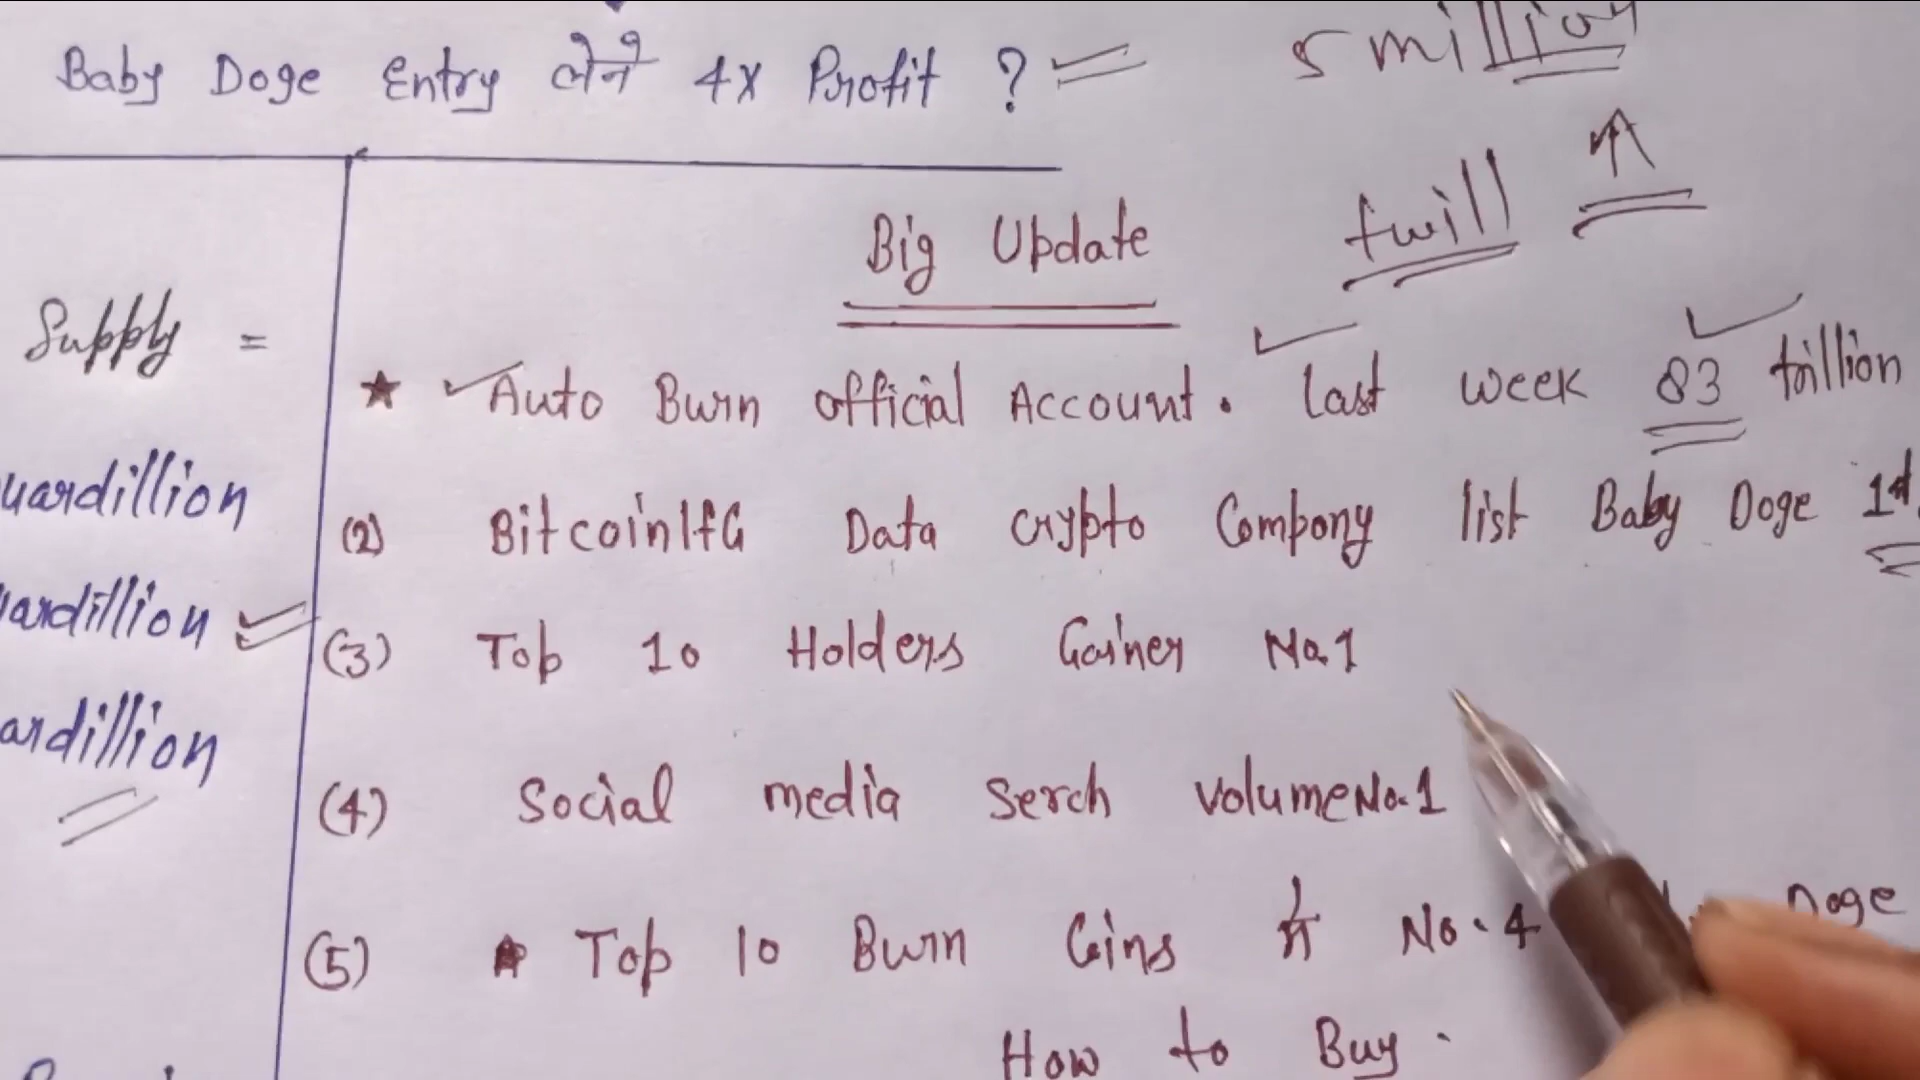 Baby Doge Entry लेने 4X Profit ?
5 million
twill
Big Update
Supply =
Auto Burn official Account. Last week 83 trillion
uardillion
(2) BitcoinIfG Data crypto Company list Baby Doge 1st
ardillion
(3) Top 10 Holders Gainer No.1
ardillion
(4) Social media Serch volume No.1
(5) Top 10 Burn Coins में No.4 Doge
How to Buy.